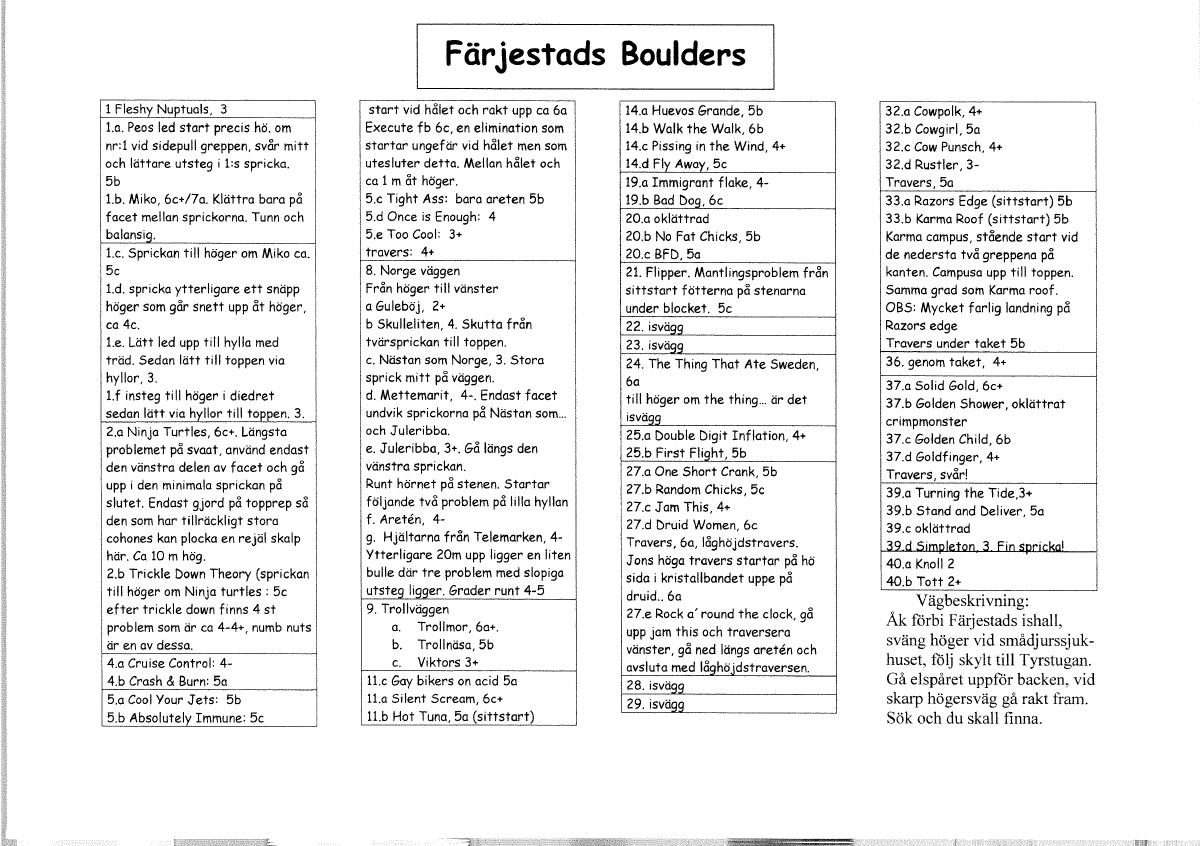 Färjestads Boulders
1 Fleshy Nuptuals, 3
1.a. Peos led start precis hö. om
nr:1 vid sidepull greppen, svår mitt
och lättare utsteg i 1:s spricka.
5b
1.b. Miko, 6c+/7a. Klättra bara på
facet mellan sprickorna. Tunn och
balansig.
1.c. Sprickan till höger om Miko ca.
5c
1.d. spricka ytterligare ett snäpp
höger som går snett upp åt höger,
ca 4c.
1.e. Lätt led upp till hylla med
träd. Sedan lätt till toppen via
hyllor, 3.
1.f insteg till höger i diedret
sedan lätt via hyllor till toppen. 3.
2.a Ninja Turtles, 6c+. Längsta
problemet på svaat, använd endast
den vänstra delen av facet och gå
upp i den minimala sprickan på
slutet. Endast gjord på topprep så
den som har tillräckligt stora
cohones kan plocka en rejäl skalp
här. Ca 10 m hög.
2.b Trickle Down Theory (sprickan
till höger om Ninja turtles : 5c
efter trickle down finns 4 st
problem som är ca 4-4+, numb nuts
är en av dessa.
4.a Cruise Control: 4-
4.b Crash & Burn: 5a
5.a Cool Your Jets: 5b
5.b Absolutely Immune: 5c
start vid hålet och rakt upp ca 6a
Execute fb 6c, en elimination som
startar ungefär vid hålet men som
utesluter detta. Mellan hålet och
ca 1 m åt höger.
5.c Tight Ass: bara areten 5b
5.d Once is Enough: 4
5.e Too Cool: 3+
travers: 4+
8. Norge väggen
Från höger till vänster
a Guleböj, 2+
b Skulleliten, 4. Skutta från
tvärsprickan till toppen.
c. Nästan som Norge, 3. Stora
sprick mitt på väggen.
d. Mettemarit, 4-. Endast facet
undvik sprickorna på Nästan som...
och Juleribba.
e. Juleribba, 3+. Gå längs den
vänstra sprickan.
Runt hörnet på stenen. Startar
följande två problem på lilla hyllan
f. Aretén, 4-
g. Hjältarna från Telemarken, 4-
Ytterligare 20m upp ligger en liten
bulle där tre problem med slopiga
utsteg ligger. Grader runt 4-5
9. Trollväggen
a. Trollmor, 6a+.
b. Trollnäsa, 5b
c. Viktors 3+
11.c Gay bikers on acid 5a
11.a Silent Scream, 6c+
11.b Hot Tuna, 5a (sittstart)
14.a Huevos Grande, 5b
14.b Walk the Walk, 6b
14.c Pissing in the Wind, 4+
14.d Fly Away, 5c
19.a Immigrant flake, 4-
19.b Bad Dog, 6c
20.a oklättrad
20.b No Fat Chicks, 5b
20.c BFD, 5a
21. Flipper. Mantlingsproblem från
sittstart fötterna på stenarna
under blocket. 5c
22. isvägg
23. isvägg
24. The Thing That Ate Sweden,
6a
till höger om the thing... är det
isvägg
25.a Double Digit Inflation, 4+
25.b First Flight, 5b
27.a One Short Crank, 5b
27.b Random Chicks, 5c
27.c Jam This, 4+
27.d Druid Women, 6c
Travers, 6a, låghöjdstravers.
Jons höga travers startar på hö
sida i kristallbandet uppe på
druid.. 6a
27.e Rock a´round the clock, gå
upp jam this och traversera
vänster, gå ned längs aretén och
avsluta med låghöjdstraversen.
28. isvägg
29. isvägg
32.a Cowpolk, 4+
32.b Cowgirl, 5a
32.c Cow Punsch, 4+
32.d Rustler, 3-
Travers, 5a
33.a Razors Edge (sittstart) 5b
33.b Karma Roof (sittstart) 5b
Karma campus, stående start vid
de nedersta två greppena på
kanten. Campusa upp till toppen.
Samma grad som Karma roof.
OBS: Mycket farlig landning på
Razors edge
Travers under taket 5b
36. genom taket, 4+
37.a Solid Gold, 6c+
37.b Golden Shower, oklättrat
crimpmonster
37.c Golden Child, 6b
37.d Goldfinger, 4+
Travers, svår!
39.a Turning the Tide,3+
39.b Stand and Deliver, 5a
39.c oklättrad
39.d Simpleton, 3. Fin spricka!
40.a Knoll 2
40.b Tott 2+
Vägbeskrivning:
Åk förbi Färjestads ishall,
sväng höger vid smådjurssjuk-
huset, följ skylt till Tyrstugan.
Gå elspåret uppför backen, vid
skarp högersväg gå rakt fram.
Sök och du skall finna.